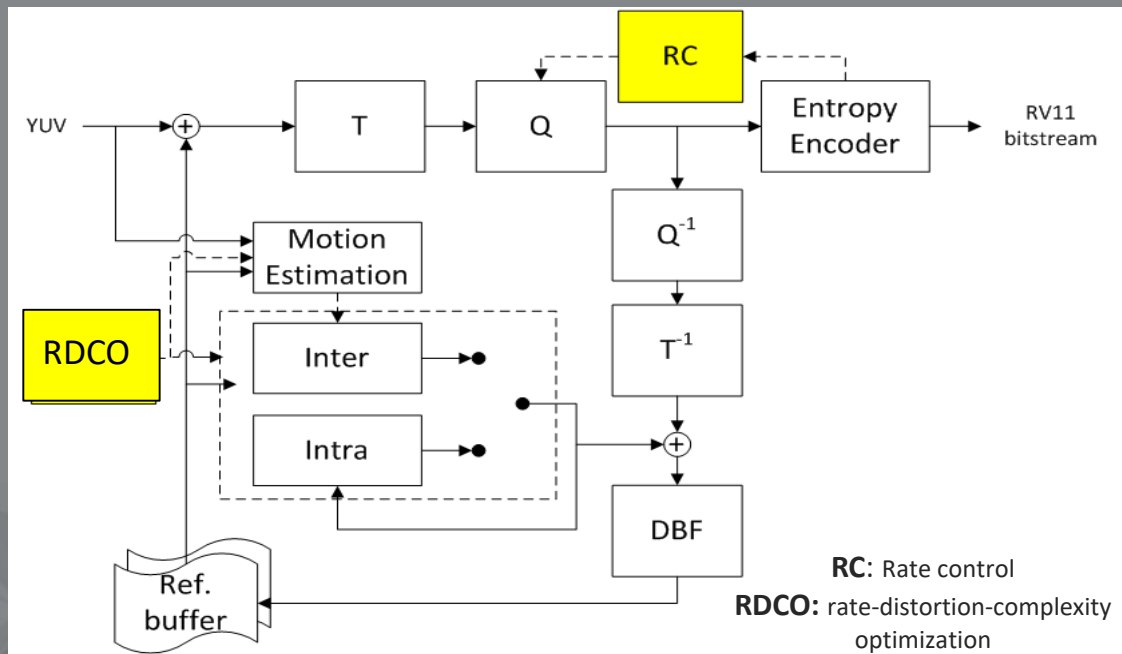 RC
YUV
+
T
Q
Entropy
Encoder
RV11
bitstream
Motion
Estimation
Q-1
RDCO
Inter
T-1
Intra
+
DBF
Ref.
buffer
RC: Rate control
RDCO: rate-distortion-complexity
optimization